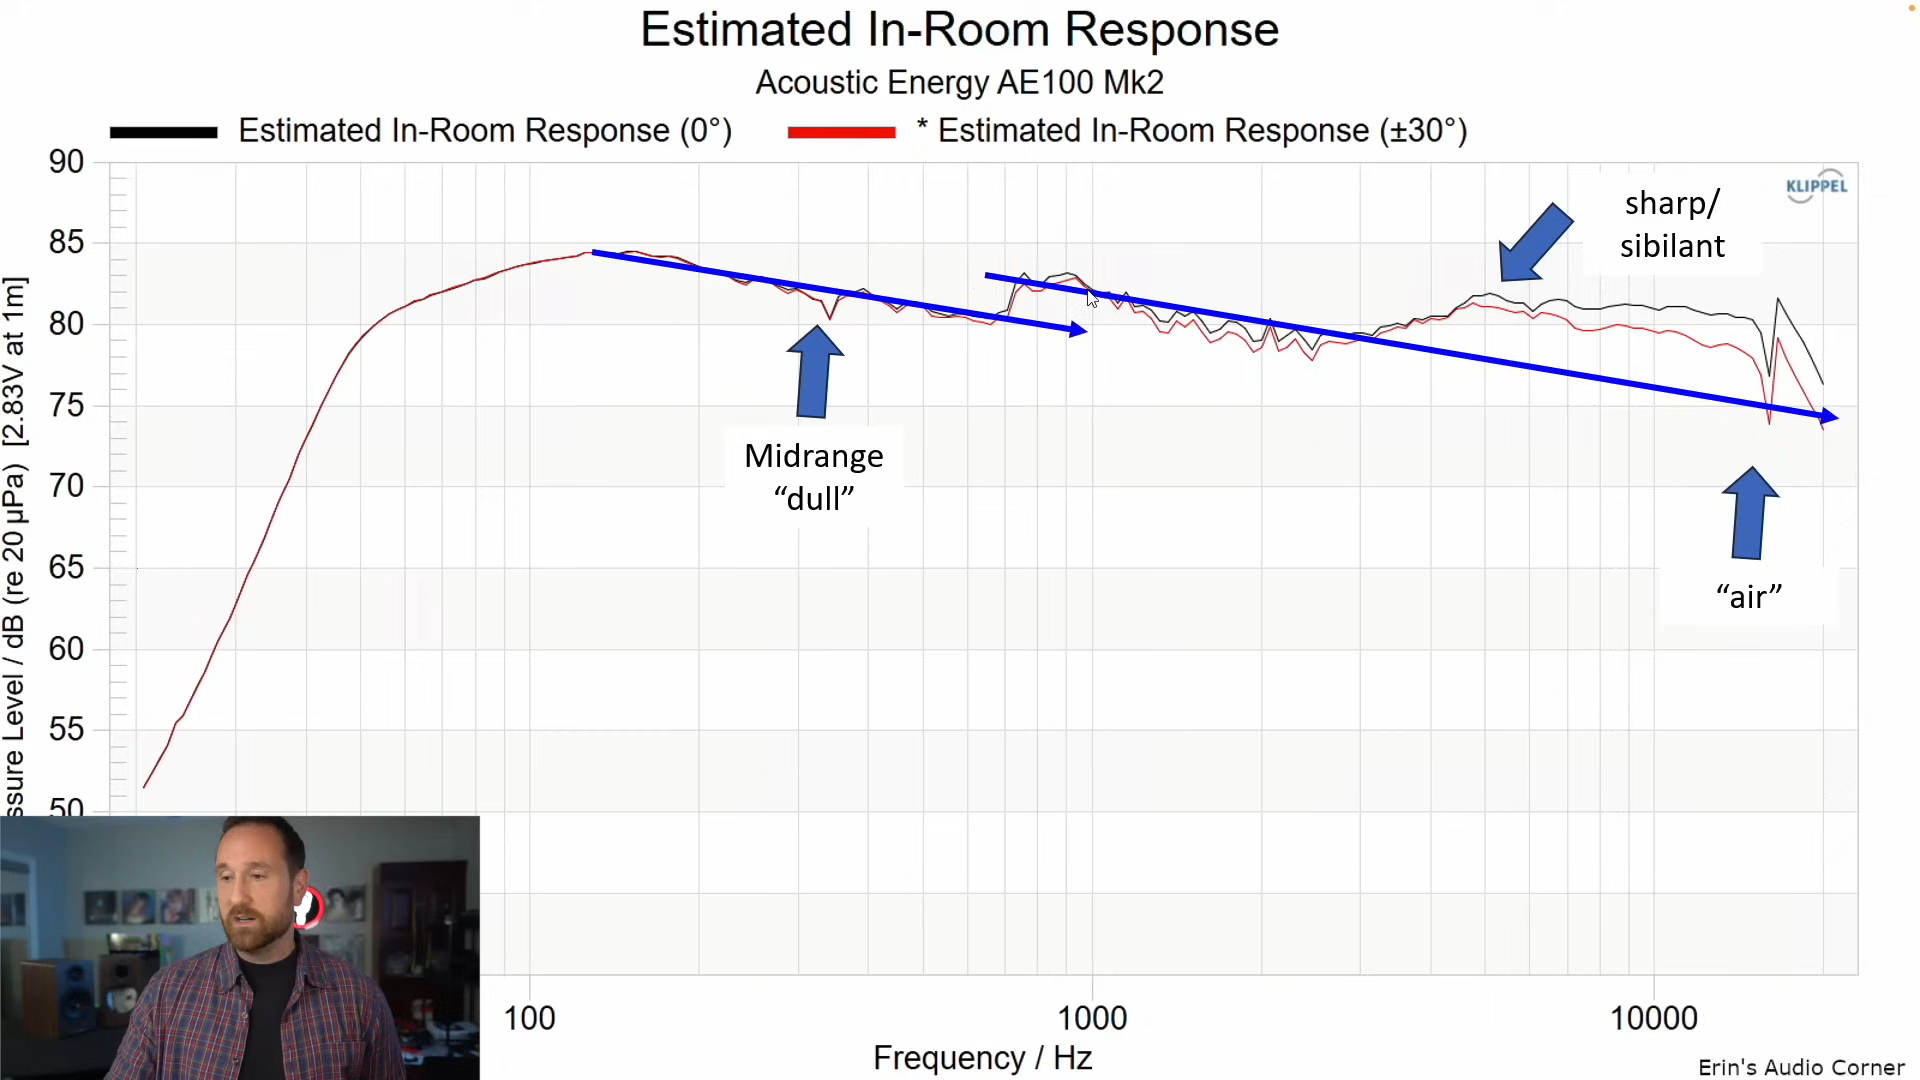 Estimated In-Room Response
Acoustic Energy AE100 Mk2
Estimated In-Room Response (0°)
* Estimated In-Room Response (±30°)
90
85
80
75
70
65
60
55
50
ssure Level / dB (re 20 µPa) [2.83V at 1m]
KLIPPEL
sharp/
sibilant
Midrange
“dull”
“air”
100
1000
10000
Frequency / Hz
Erin's Audio Corner